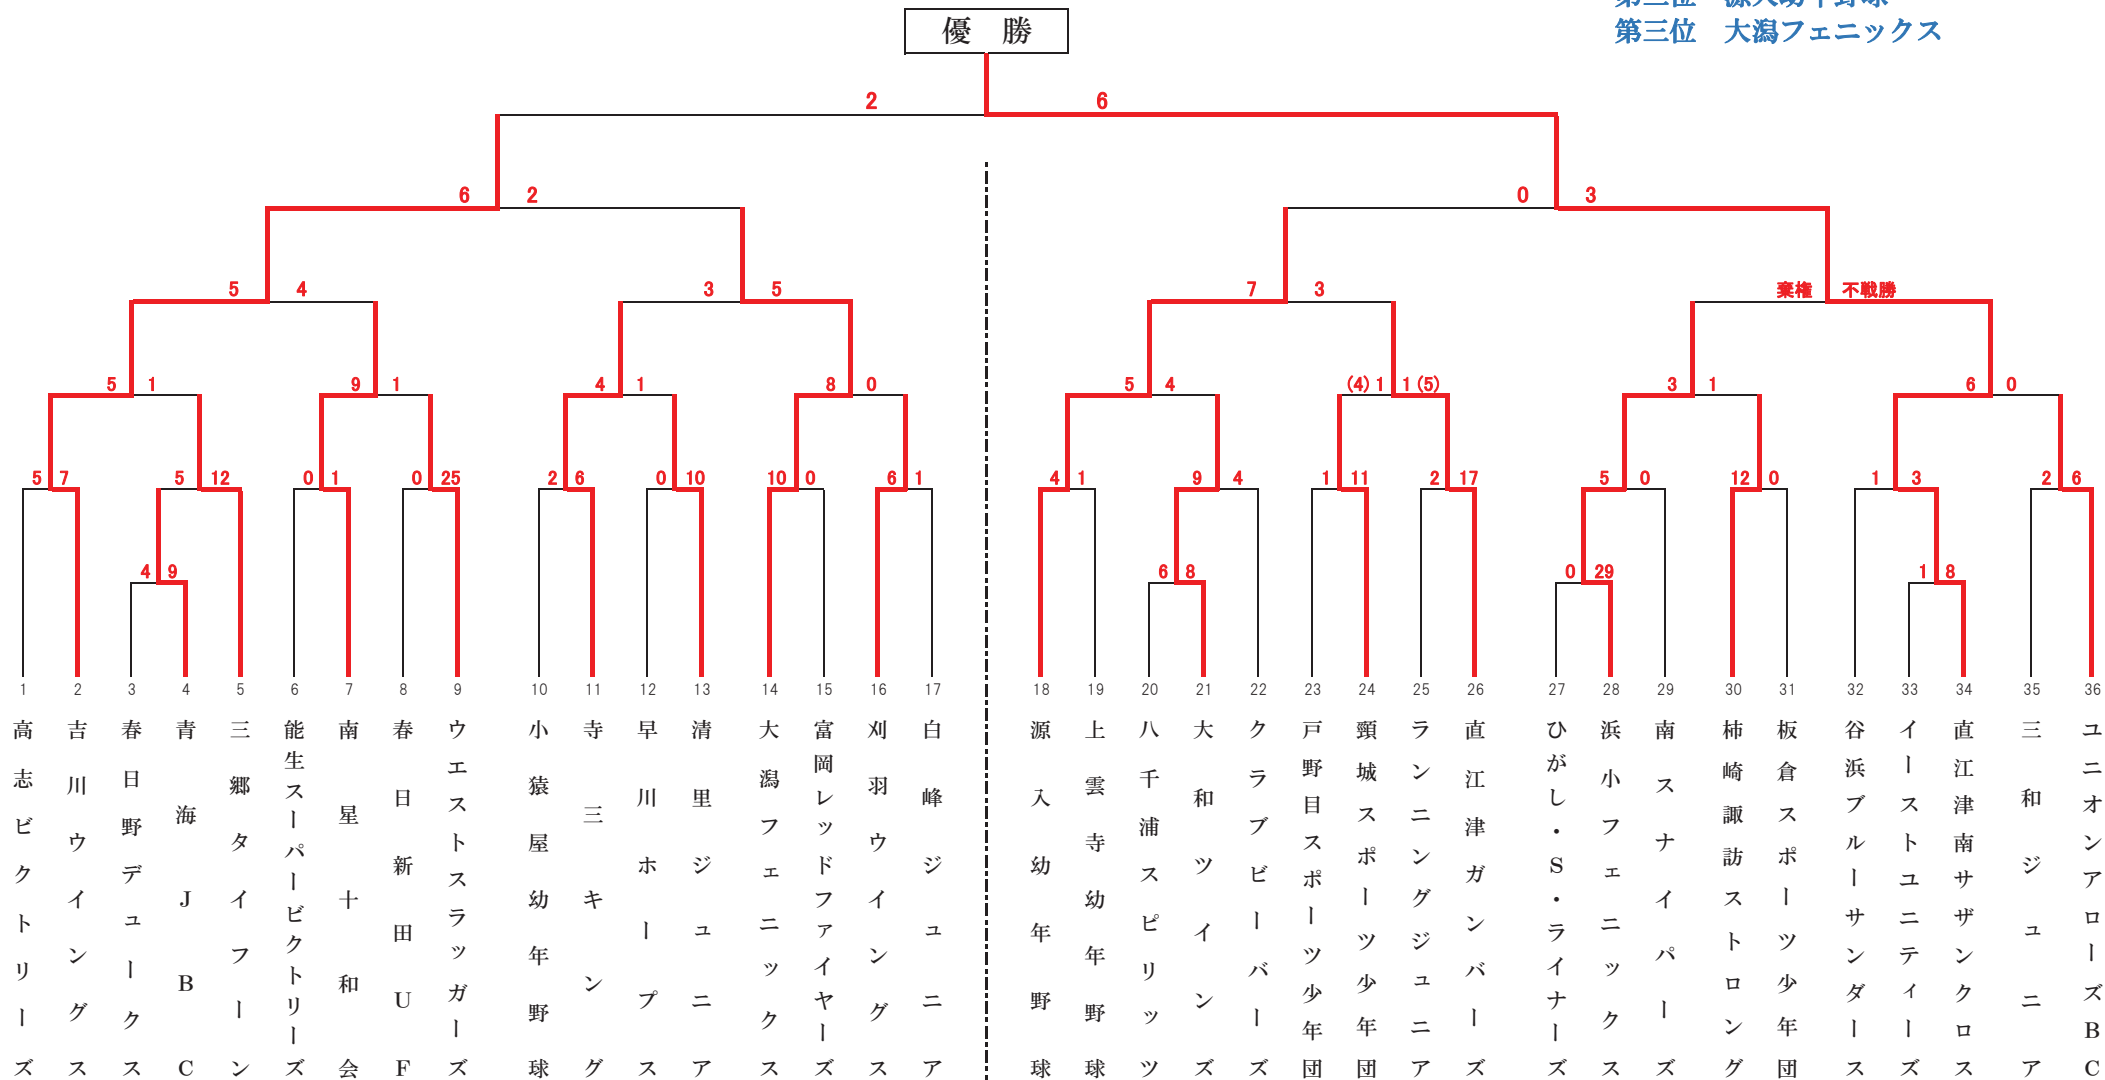 第三位　大潟フェニックス
優　勝
2 6
6 2 0 3
5 4 3 5 7 3 棄権 不戦勝
5 1 9 1 4 1 8 0 5 4 (4) 1 1 (5) 3 1 6 0
5 7 5 12 0 1 0 25 2 6 0 10 10 0 6 1 4 1 9 4 1 11 2 17 5 0 12 0 1 3 2 6
4 9 6 8 0 29 1 8
1 高志ビクトリーズ
2 吉川ウイングス
3 春日野デュークス
4 青海JBC
5 三郷タイフーン
6 能生スーパービクトリーズ
7 南星十和会
8 春日新田UF
9 ウエストスラッガーズ
10 小猿屋幼年野球
11 寺三キング
12 早川ホープス
13 清里ジュニア
14 大潟フェニックス
15 富岡レッドファイヤーズ
16 刈羽ウイングス
17 白峰ジュニア
18 源入幼年野球
19 上雲寺幼年野球
20 八千浦スピリッツ
21 大和ツインズ
22 クラブビーバーズ
23 戸野目スポーツ少年団
24 頸城スポーツ少年団
25 ランニングジュニア
26 直江津ガンバーズ
27 ひがし・S・ライナーズ
28 浜小フェニックス
29 南スナイパーズ
30 柿崎諏訪ストロング
31 板倉スポーツ少年団
32 谷浜ブルーサンダース
33 イーストユニティーズ
34 直江津南サザンクロス
35 三和ジュニア
36 ユニオンアローズBC